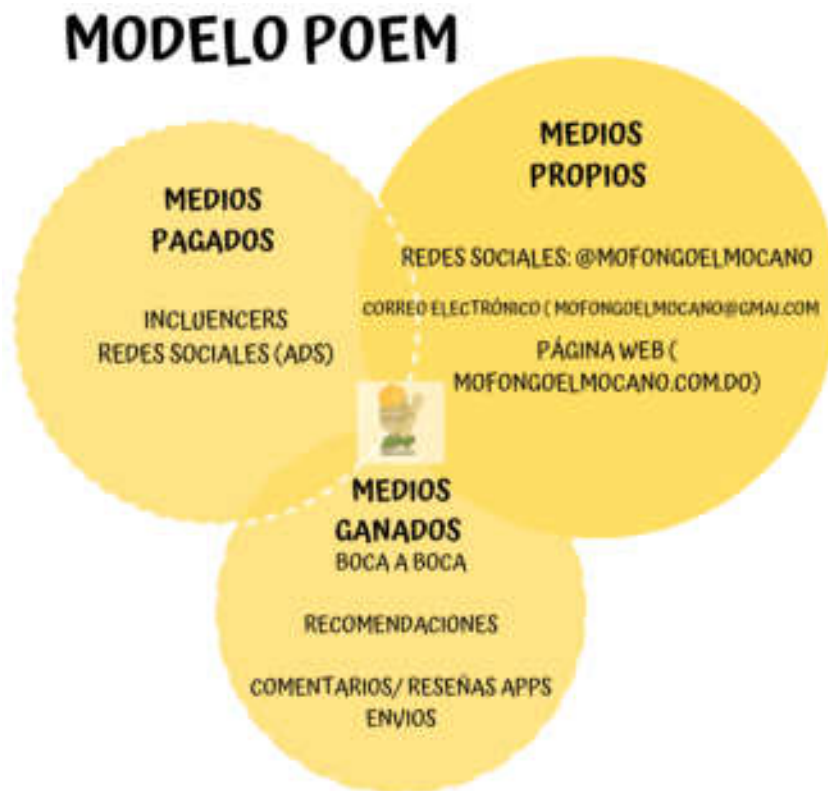 MODELO POEM
MEDIOS
PAGADOS
INCLUENCERS
REDES SOCIALES (ADS)
MEDIOS
PROPIOS
REDES SOCIALES: @MOFONGOELMOCANO
CORREO ELECTRÓNICO ( MOFONGOELMOCANO@GMAI.COM
PÁGINA WEB (
MOFONGOELMOCANO.COM.DO)
MEDIOS
GANADOS
BOCA A BOCA
RECOMENDACIONES
COMENTARIOS/ RESEÑAS APPS
ENVIOS